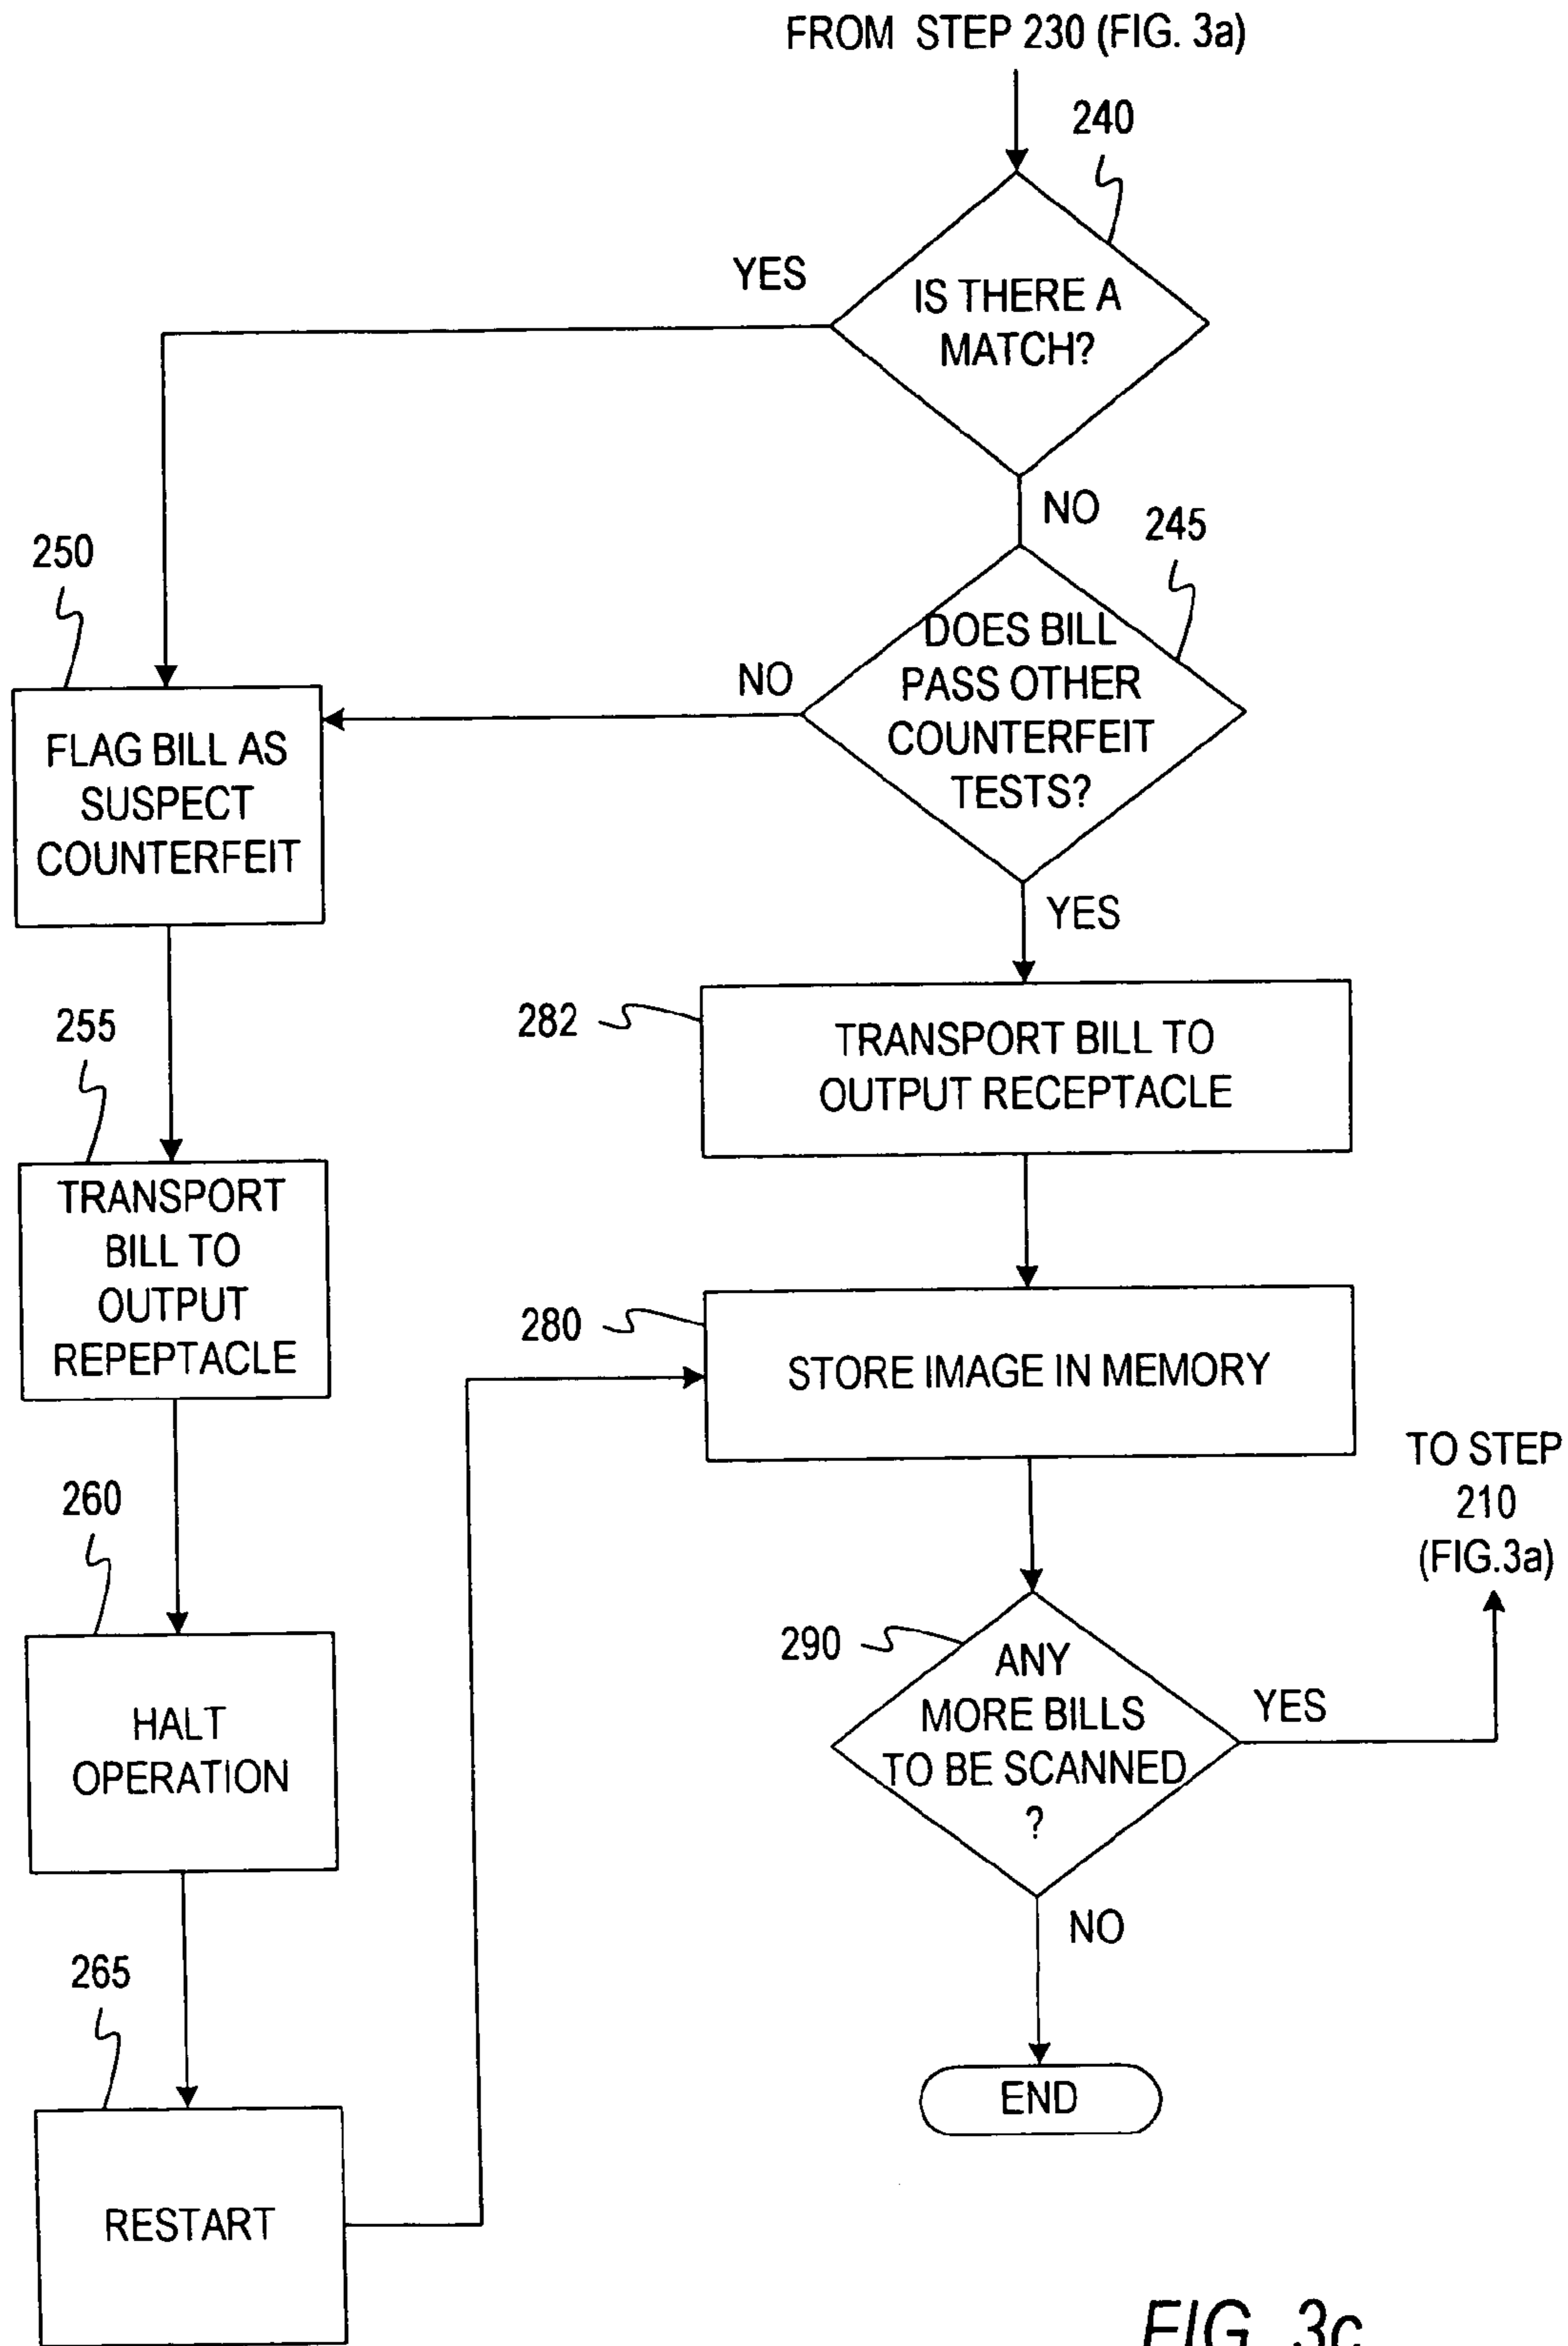 FROM STEP 230 (FIG. 3a)
240
YES
IS THERE A
MATCH?
NO
245
250
DOES BILL
PASS OTHER
COUNTERFEIT
TESTS?
NO
FLAG BILL AS
SUSPECT
COUNTERFEIT
YES
255
282
TRANSPORT BILL TO
OUTPUT RECEPTACLE
TRANSPORT
BILL TO
OUTPUT
REPEPTACLE
280
STORE IMAGE IN MEMORY
TO STEP
210
(FIG.3a)
260
290
ANY
MORE BILLS
TO BE SCANNED
?
YES
HALT
OPERATION
NO
265
END
RESTART
FIG. 3c